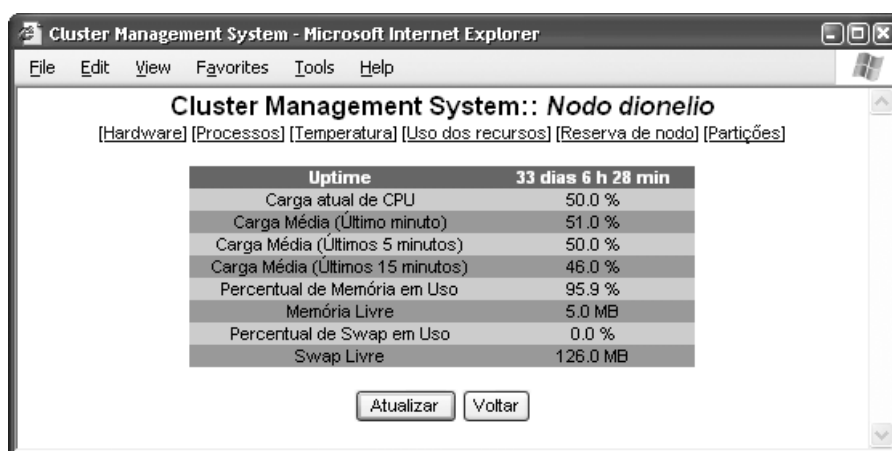 Cluster Management System - Microsoft Internet Explorer
File Edit View Favorites Tools Help
Cluster Management System:: Nodo dionelio
[Hardware] [Processos] [Temperatura] [Uso dos recursos] [Reserva de nodo] [Partições]
Uptime 33 dias 6 h 28 min
Carga atual de CPU 50.0 %
Carga Média (Último minuto) 51.0 %
Carga Média (Últimos 5 minutos) 50.0 %
Carga Média (Últimos 15 minutos) 46.0 %
Percentual de Memória em Uso 95.9 %
Memória Livre 5.0 MB
Percentual de Swap em Uso 0.0 %
Swap Livre 126.0 MB
Atualizar Voltar